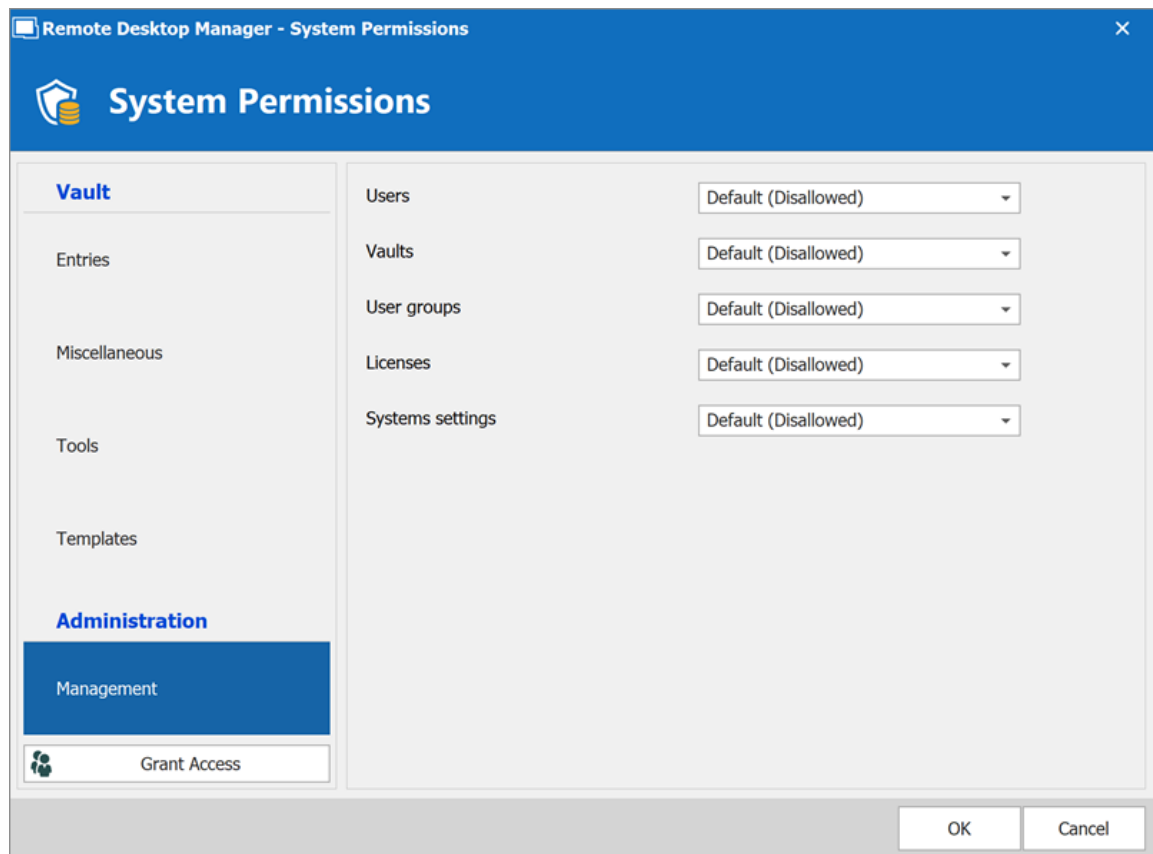 Remote Desktop Manager - System Permissions
System Permissions
Vault
Entries
Miscellaneous
Tools
Templates
Administration
Management
Grant Access
Users Default (Disallowed)
Vaults Default (Disallowed)
User groups Default (Disallowed)
Licenses Default (Disallowed)
Systems settings Default (Disallowed)
OK Cancel